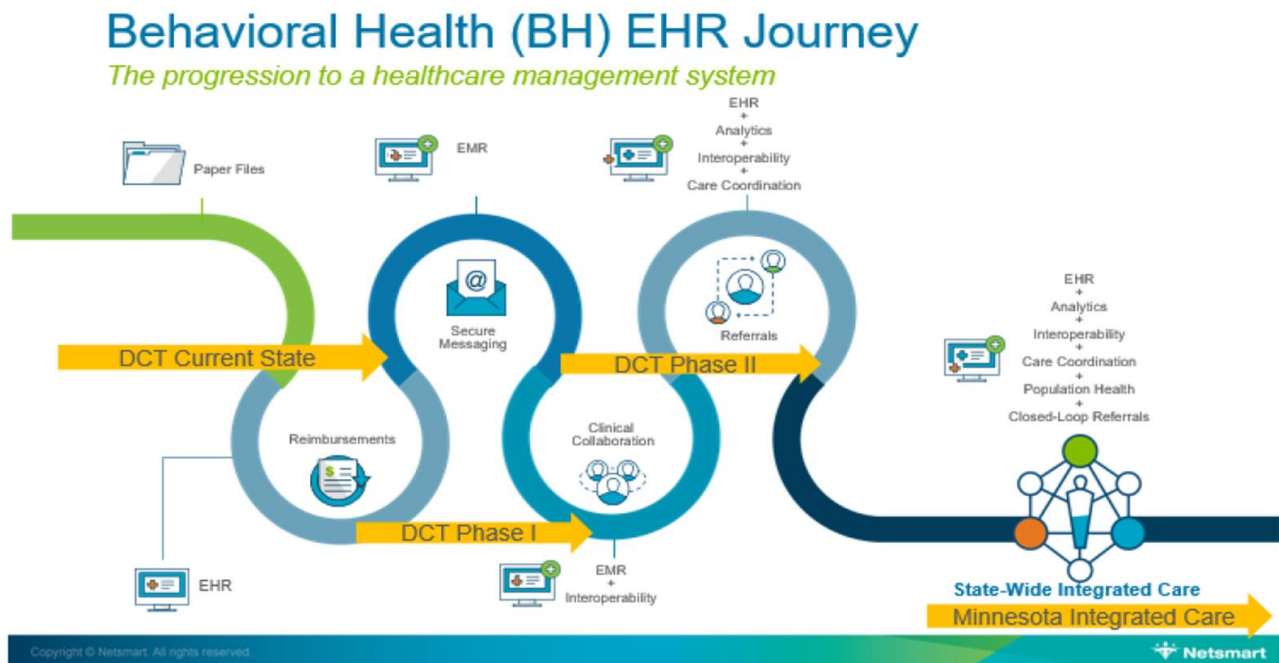 Behavioral Health (BH) EHR Journey
The progression to a healthcare management system
Paper Files
EMR
EHR
+
Analytics
+
Interoperability
+
Care Coordination
@
Secure
Messaging
Referrals
EHR
+
Analytics
+
Interoperability
+
Care Coordination
+
Population Health
+
Closed-Loop Referrals
DCT Current State
DCT Phase II
Reimbursements
$
Clinical
Collaboration
DCT Phase I
EHR
EMR
+
Interoperability
State-Wide Integrated Care
Minnesota Integrated Care
Copyright © Netsmart. All rights reserved.
Netsmart